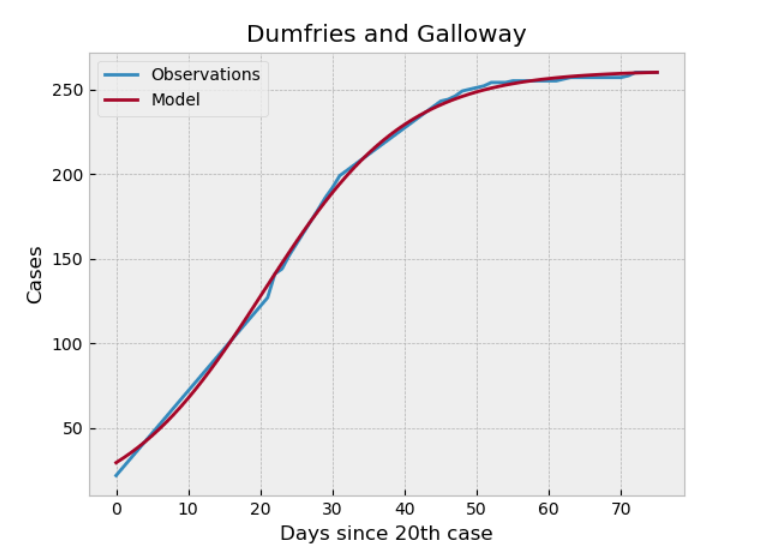 Dumfries and Galloway
Observations
Model
250
200
150
100
50
Cases
0 10 20 30 40 50 60 70
Days since 20th case